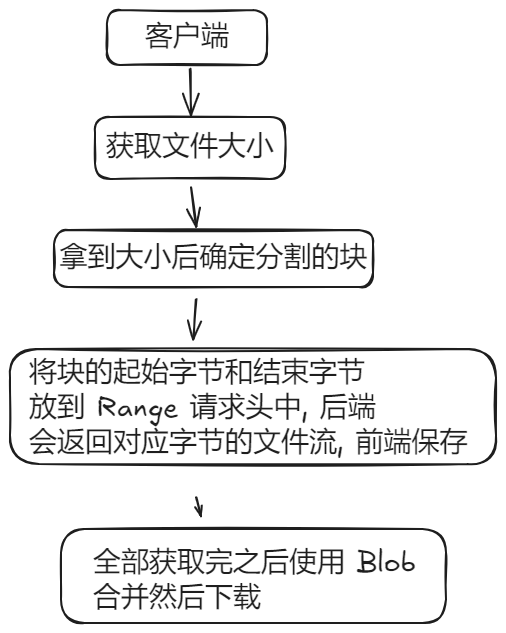 客户端
获取文件大小
拿到大小后确定分割的块
将块的起始字节和结束字节
放到 Range 请求头中, 后端
会返回对应字节的文件流, 前端保存
全部获取完之后使用 Blob
合并然后下载